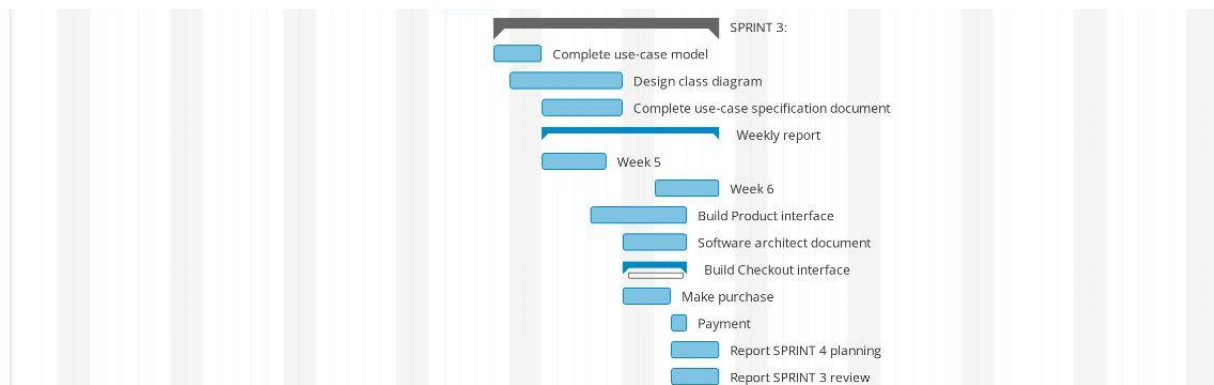 SPRINT 3:
Complete use-case model
Design class diagram
Complete use-case specification document
Weekly report
Week 5
Week 6
Build Product interface
Software architect document
Build Checkout interface
Make purchase
Payment
Report SPRINT 4 planning
Report SPRINT 3 review